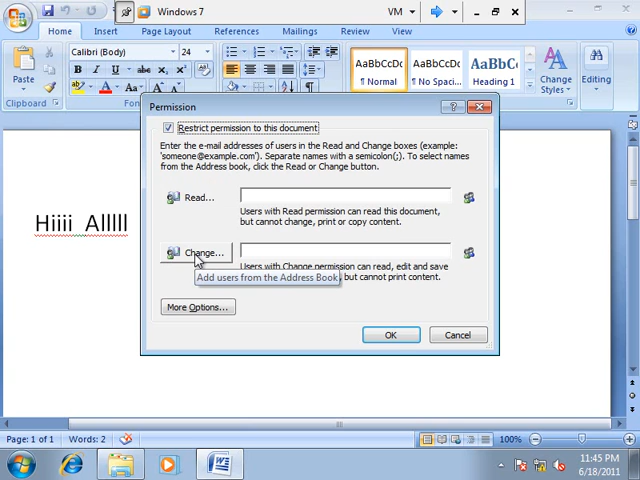 Windows 7
VM
Home Insert Page Layout References Mailings Review View
Calibri (Body) 24
AaBbCcDc AaBbCcDc AaBbCc
¶ Normal ¶ No Spaci... Heading 1
Paste Change Styles Editing
Clipboard
Permission
Restrict permission to this document
Enter the e-mail addresses of users in the Read and Change boxes (example:
'someone@example.com'). Separate names with a semicolon(;). To select names
from the Address book, click the Read or Change button.
Read...
Users with Read permission can read this document,
but cannot change, print or copy content.
Change...
Users with Change permission can read, edit and save
, but cannot print content.
Add users from the Address Book
More Options...
OK Cancel
Hiiii Alllll
Page: 1 of 1 Words: 2 100%
11:45 PM
6/18/2011